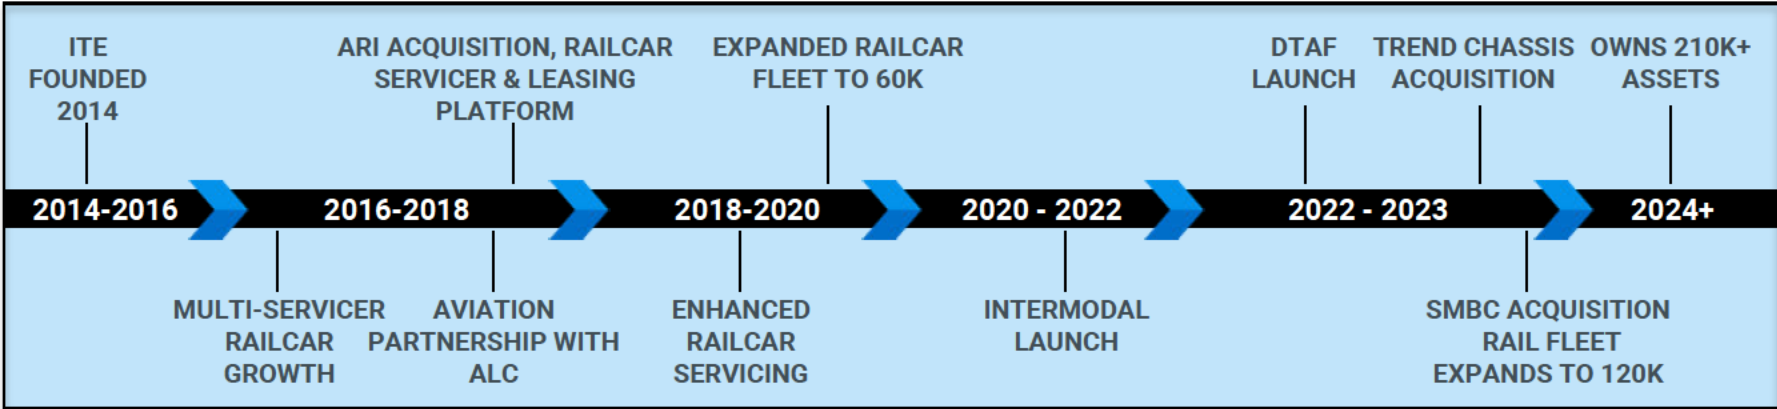 ITE
FOUNDED
2014
ARI ACQUISITION, RAILCAR
SERVICER & LEASING
PLATFORM
EXPANDED RAILCAR
FLEET TO 60K
DTAF
LAUNCH
TREND CHASSIS
ACQUISITION
OWNS 210K+
ASSETS
2014-2016
2016-2018
2018-2020
2020 - 2022
2022 - 2023
2024+
MULTI-SERVICER
RAILCAR
GROWTH
AVIATION
PARTNERSHIP WITH
ALC
ENHANCED
RAILCAR
SERVICING
INTERMODAL
LAUNCH
SMBC ACQUISITION
RAIL FLEET
EXPANDS TO 120K